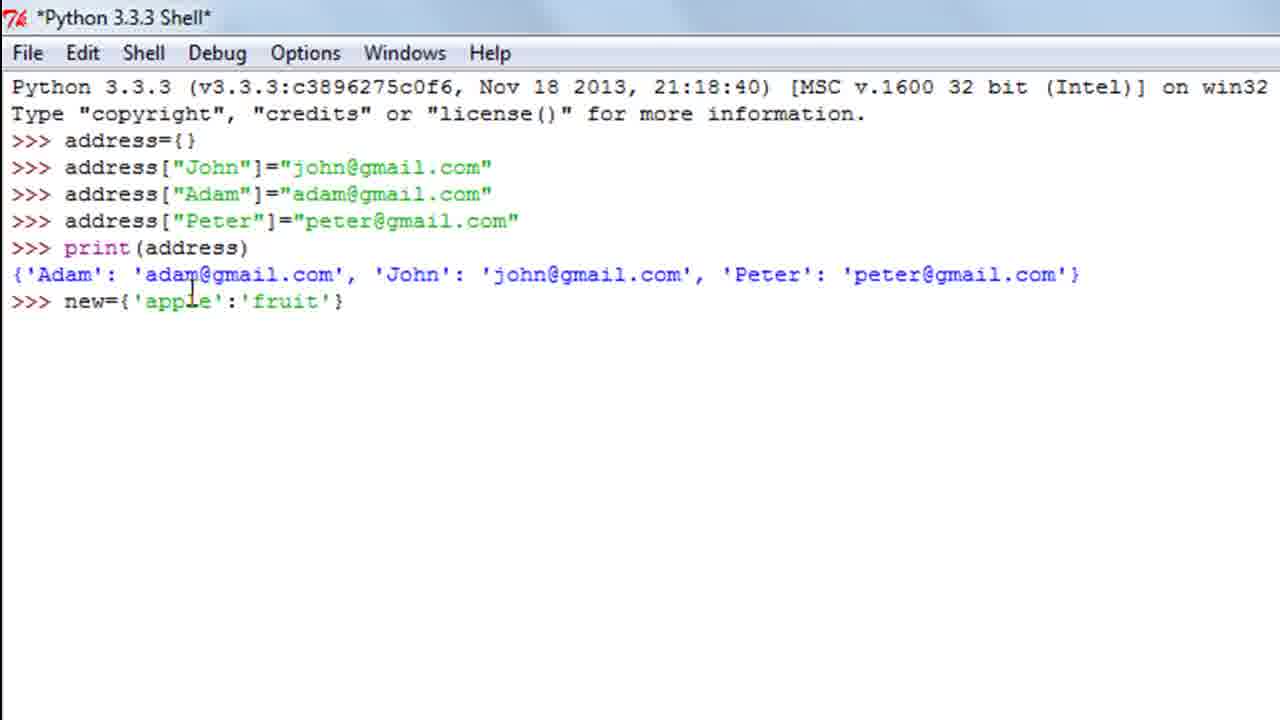 *Python 3.3.3 Shell*
File Edit Shell Debug Options Windows Help
Python 3.3.3 (v3.3.3:c3896275c0f6, Nov 18 2013, 21:18:40) [MSC v.1600 32 bit (Intel)] on win32
Type "copyright", "credits" or "license()" for more information.
>>> address={}
>>> address["John"]="john@gmail.com"
>>> address["Adam"]="adam@gmail.com"
>>> address["Peter"]="peter@gmail.com"
>>> print(address)
{'Adam': 'adam@gmail.com', 'John': 'john@gmail.com', 'Peter': 'peter@gmail.com'}
>>> new={'apple':'fruit'}